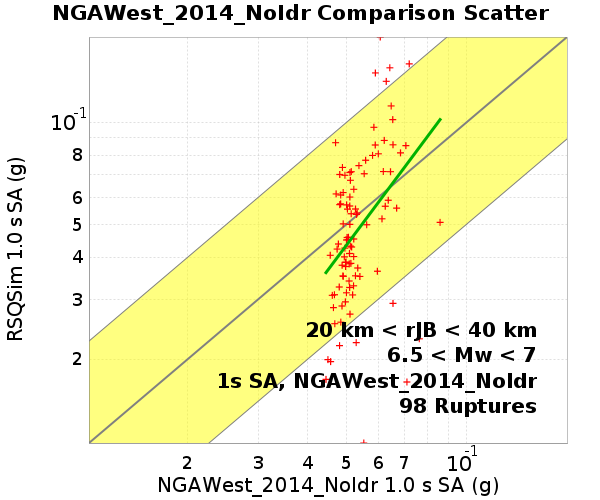 NGAWest_2014_NoIdr Comparison Scatter
RSQSim 1.0 s SA (g)
10-1
8
6
5
4
3
2
20 km < rJB < 40 km
6.5 < Mw < 7
1s SA, NGAWest_2014_NoIdr
98 Ruptures
2 3 4 5 6 7 10-1
NGAWest_2014_NoIdr 1.0 s SA (g)